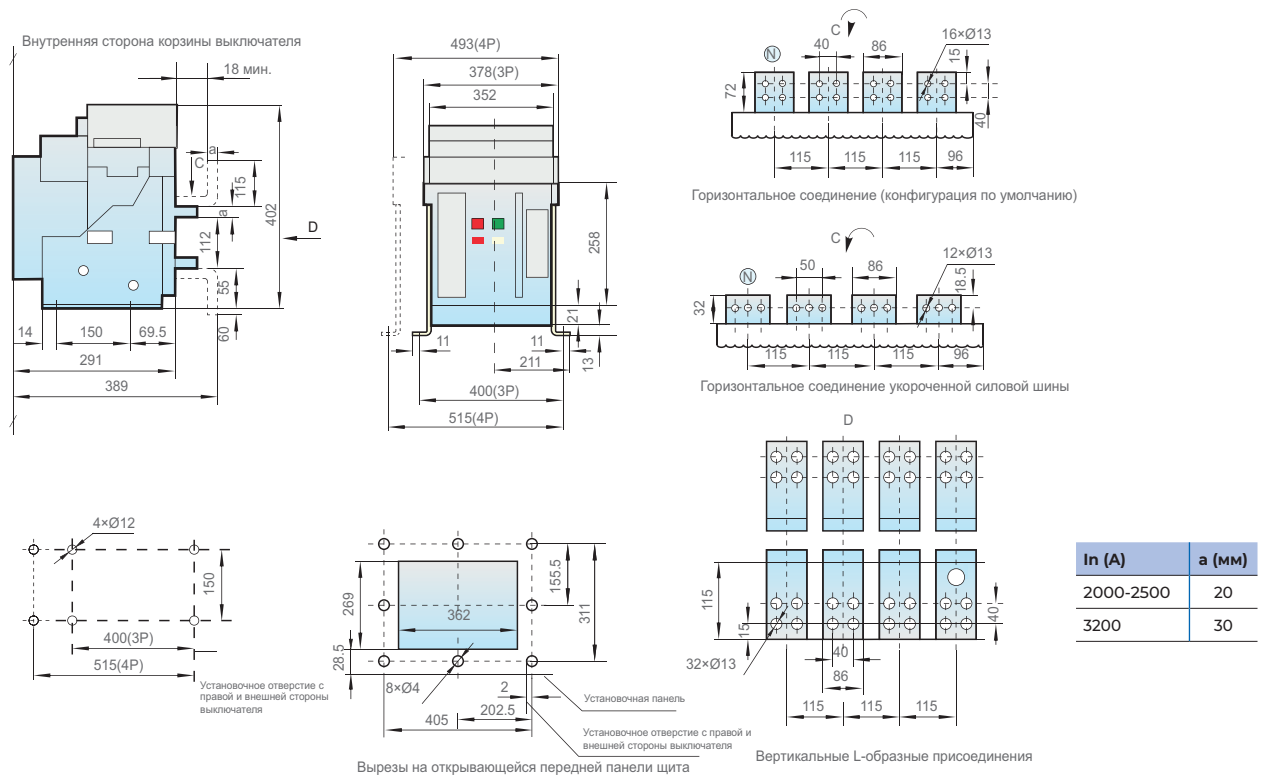 Внутренняя сторона корзины выключателя
18 мин.
a
C
115
a
402
D
112
55
60
14
150
69.5
291
389
493(4P)
378(3P)
352
258
21
13
11
11
211
400(3P)
515(4P)
C
N
40
86
16×Ø13
15
72
40
115
115
115
96
Горизонтальное соединение (конфигурация по умолчанию)
C
N
50
86
12×Ø13
18.5
32
115
115
115
96
Горизонтальное соединение укороченной силовой шины
4×Ø12
150
400(3P)
515(4P)
Установочное отверстие с
правой и внешней стороны
выключателя
269
362
155.5
311
28.5
8×Ø4
2
202.5
405
Установочная панель
Установочное отверстие с правой и
внешней стороны выключателя
Вырезы на открывающейся передней панели щита
D
115
15
40
32×Ø13
40
86
115
115
115
Вертикальные L-образные присоединения
In (A)
a (мм)
2000-2500
20
3200
30